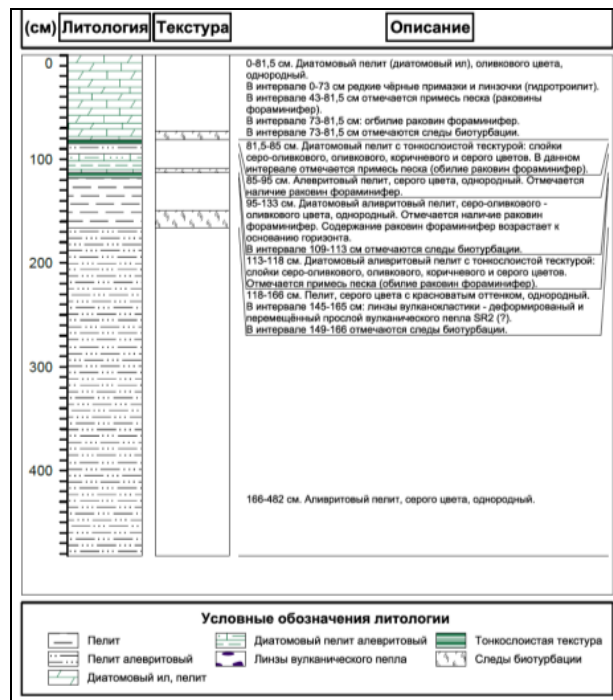 (см) Литология Текстура Описание
0
100
200
300
400
0-81,5 см. Диатомовый пелит (диатомовый ил), оливкового цвета,
однородный.
В интервале 0-73 см редкие чёрные примазки и линзочки (гидротроилит).
В интервале 43-81,5 см отмечается примесь песка (раковины
фораминифер).
В интервале 73-81,5 см: обилие раковин фораминифер.
В интервале 73-81,5 см отмечаются следы биотурбации.
81,5-85 см. Диатомовый пелит с тонкослоистой тесктурой: слойки
серо-оливкового, оливкового, коричневого и серого цветов. В данном
интервале отмечается примесь песка (обилие раковин фораминифер).
85-95 см. Алевритовый пелит, серого цвета, однородный. Отмечается
наличие раковин фораминифер.
95-133 см. Диатомовый аливритовый пелит, серо-оливкового -
оливкового цвета, однородный. Отмечается наличие раковин
фораминифер. Содержание раковин фораминифер возрастает к
основанию горизонта.
В интервале 109-113 см отмечаются следы биотурбации.
113-118 см. Диатомовый аливритовый пелит с тонкослоистой тесктурой:
слойки серо-оливкового, оливкового, коричневого и серого цветов.
Отмечается примесь песка (обилие раковин фораминифер).
118-166 см. Пелит, серого цвета с красноватым оттенком, однородный.
В интервале 145-165 см: линзы вулканокластики - деформированый и
перемещённый прослой вулканического пепла SR2 (?).
В интервале 149-166 отмечаются следы биотурбации.
166-482 см. Аливритовый пелит, серого цвета, однородный.
Условные обозначения литологии
Пелит
Диатомовый пелит алевритовый
Тонкослоистая текстура
Пелит алевритовый
Линзы вулканического пепла
Следы биотурбации
Диатомовый ил, пелит